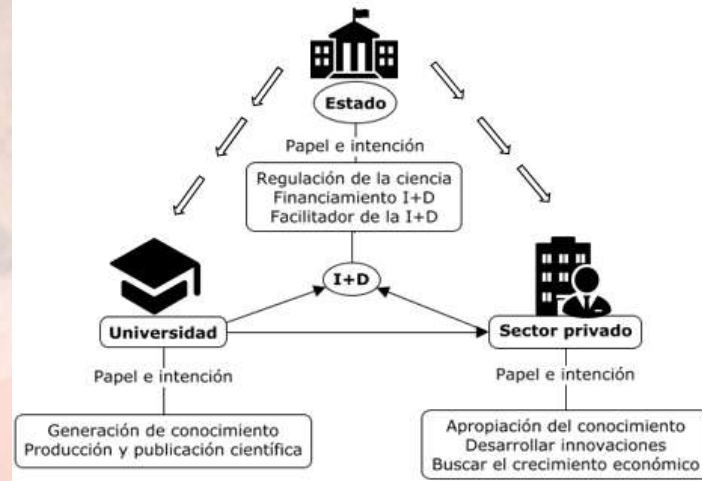 Estado
Papel e intención
Regulación de la ciencia
Financiamiento I+D
Facilitador de la I+D
I+D
Universidad
Sector privado
Papel e intención
Papel e intención
Generación de conocimiento
Producción y publicación científica
Apropiación del conocimiento
Desarrollar innovaciones
Buscar el crecimiento económico